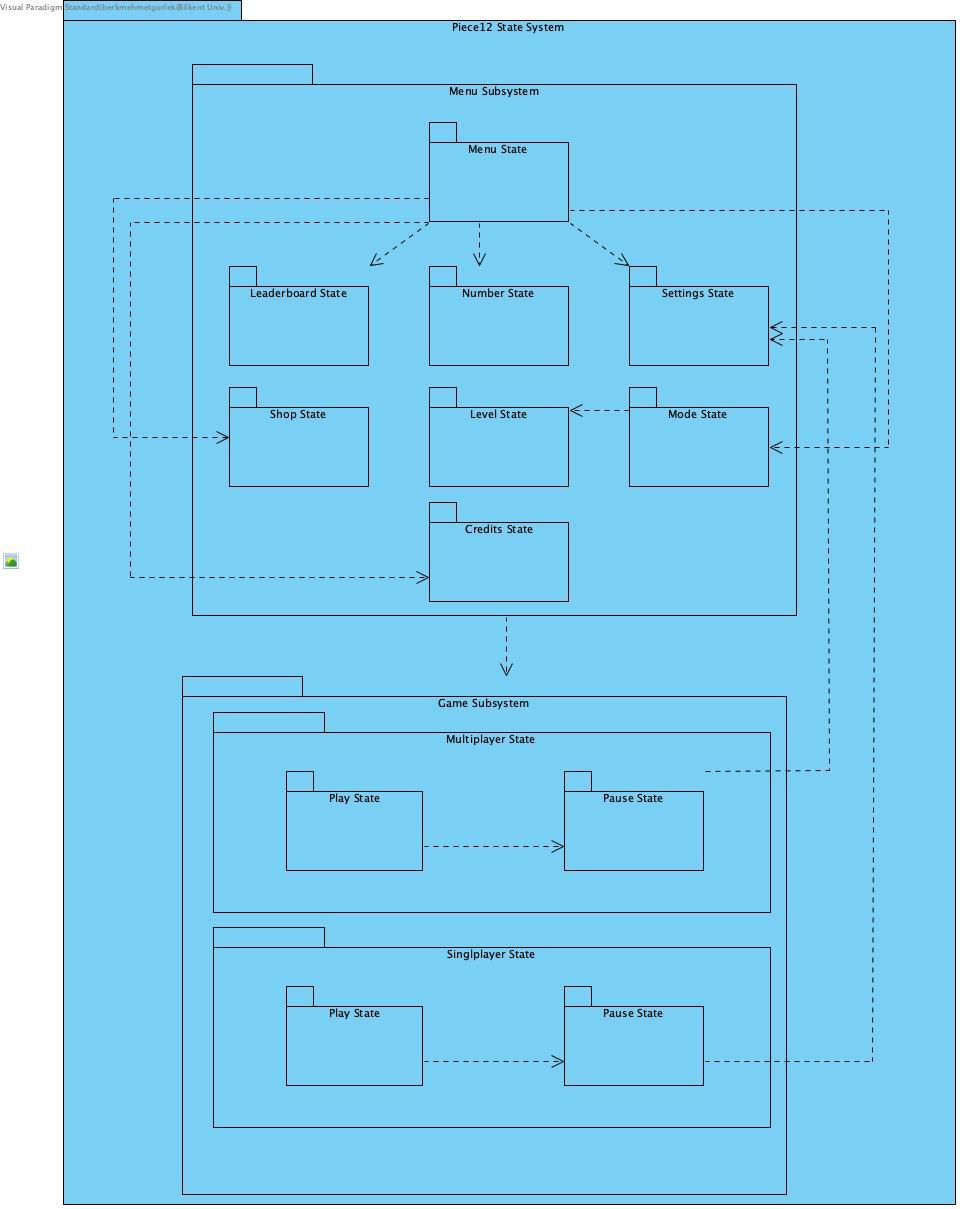 Visual Paradigm Standard(berkmehmetgurlek(Bilkent Univ.))
Piece12 State System
Menu Subsystem
Menu State
Leaderboard State
Number State
Settings State
Shop State
Level State
Mode State
Credits State
Game Subsystem
Multiplayer State
Play State
Pause State
Singlplayer State
Play State
Pause State